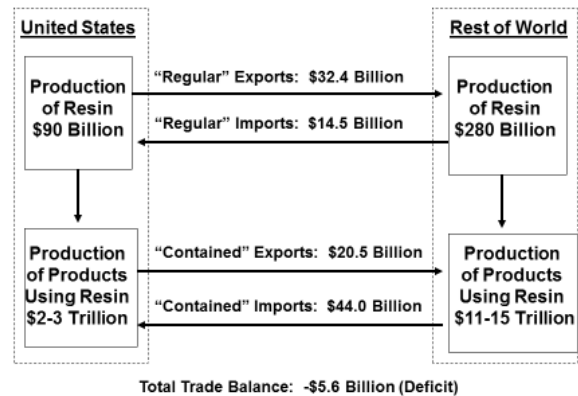 United States
Rest of World
Production
of Resin
$90 Billion
“Regular” Exports: $32.4 Billion
“Regular” Imports: $14.5 Billion
Production
of Resin
$280 Billion
Production
of Products
Using Resin
$2-3 Trillion
“Contained” Exports: $20.5 Billion
“Contained” Imports: $44.0 Billion
Production
of Products
Using Resin
$11-15 Trillion
Total Trade Balance: -$5.6 Billion (Deficit)